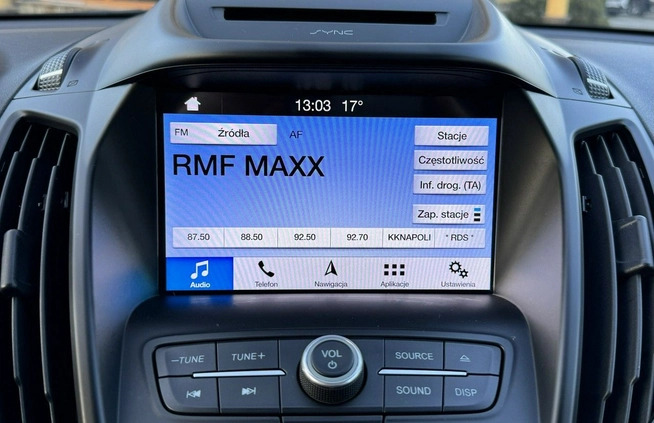 SYNC
13:03 17°
FM Źródła AF Stacje
RMF MAXX
Częstotliwość
Inf. drog. (TA)
Zap. stacje
87.50 88.50 92.50 92.70 KKNAPOLI * RDS *
Audio Telefon Nawigacja Aplikacje Ustawienia
–TUNE TUNE+ VOL SOURCE
SOUND DISP